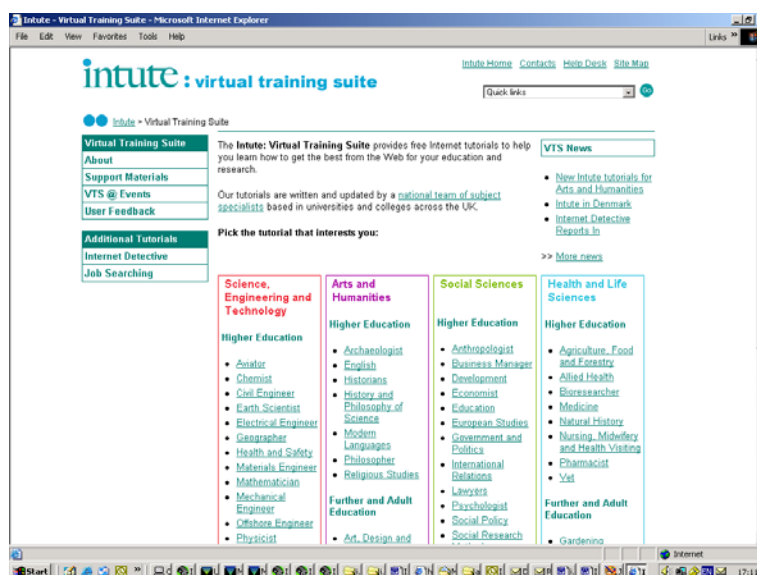 Intute - Virtual Training Suite - Microsoft Internet Explorer
File Edit View Favorites Tools Help
Links »
intute : virtual training suite
Intute Home Contacts Help Desk Site Map
Quick links
Go
Intute > Virtual Training Suite
Virtual Training Suite
About
Support Materials
VTS @ Events
User Feedback
Additional Tutorials
Internet Detective
Job Searching
The Intute: Virtual Training Suite provides free Internet tutorials to help
you learn how to get the best from the Web for your education and
research.
Our tutorials are written and updated by a national team of subject
specialists based in universities and colleges across the UK.
Pick the tutorial that interests you:
VTS News
New Intute tutorials for
Arts and Humanities
Intute in Denmark
Internet Detective
Reports In
>> More news
Science,
Engineering and
Technology
Higher Education
Aviator
Chemist
Civil Engineer
Earth Scientist
Electrical Engineer
Geographer
Health and Safety
Materials Engineer
Mathematician
Mechanical
Engineer
Offshore Engineer
Physicist
Arts and
Humanities
Higher Education
Archaeologist
English
Historians
History and
Philosophy of
Science
Modern
Languages
Philosopher
Religious Studies
Further and Adult
Education
Art, Design and
Social Sciences
Higher Education
Anthropologist
Business Manager
Development
Economist
Education
European Studies
Government and
Politics
International
Relations
Lawyers
Psychologist
Social Policy
Social Research
Health and Life
Sciences
Higher Education
Agriculture, Food
and Forestry
Allied Health
Bioresearcher
Medicine
Natural History
Nursing, Midwifery
and Health Visiting
Pharmacist
Vet
Further and Adult
Education
Gardening
Internet
Start
17:11